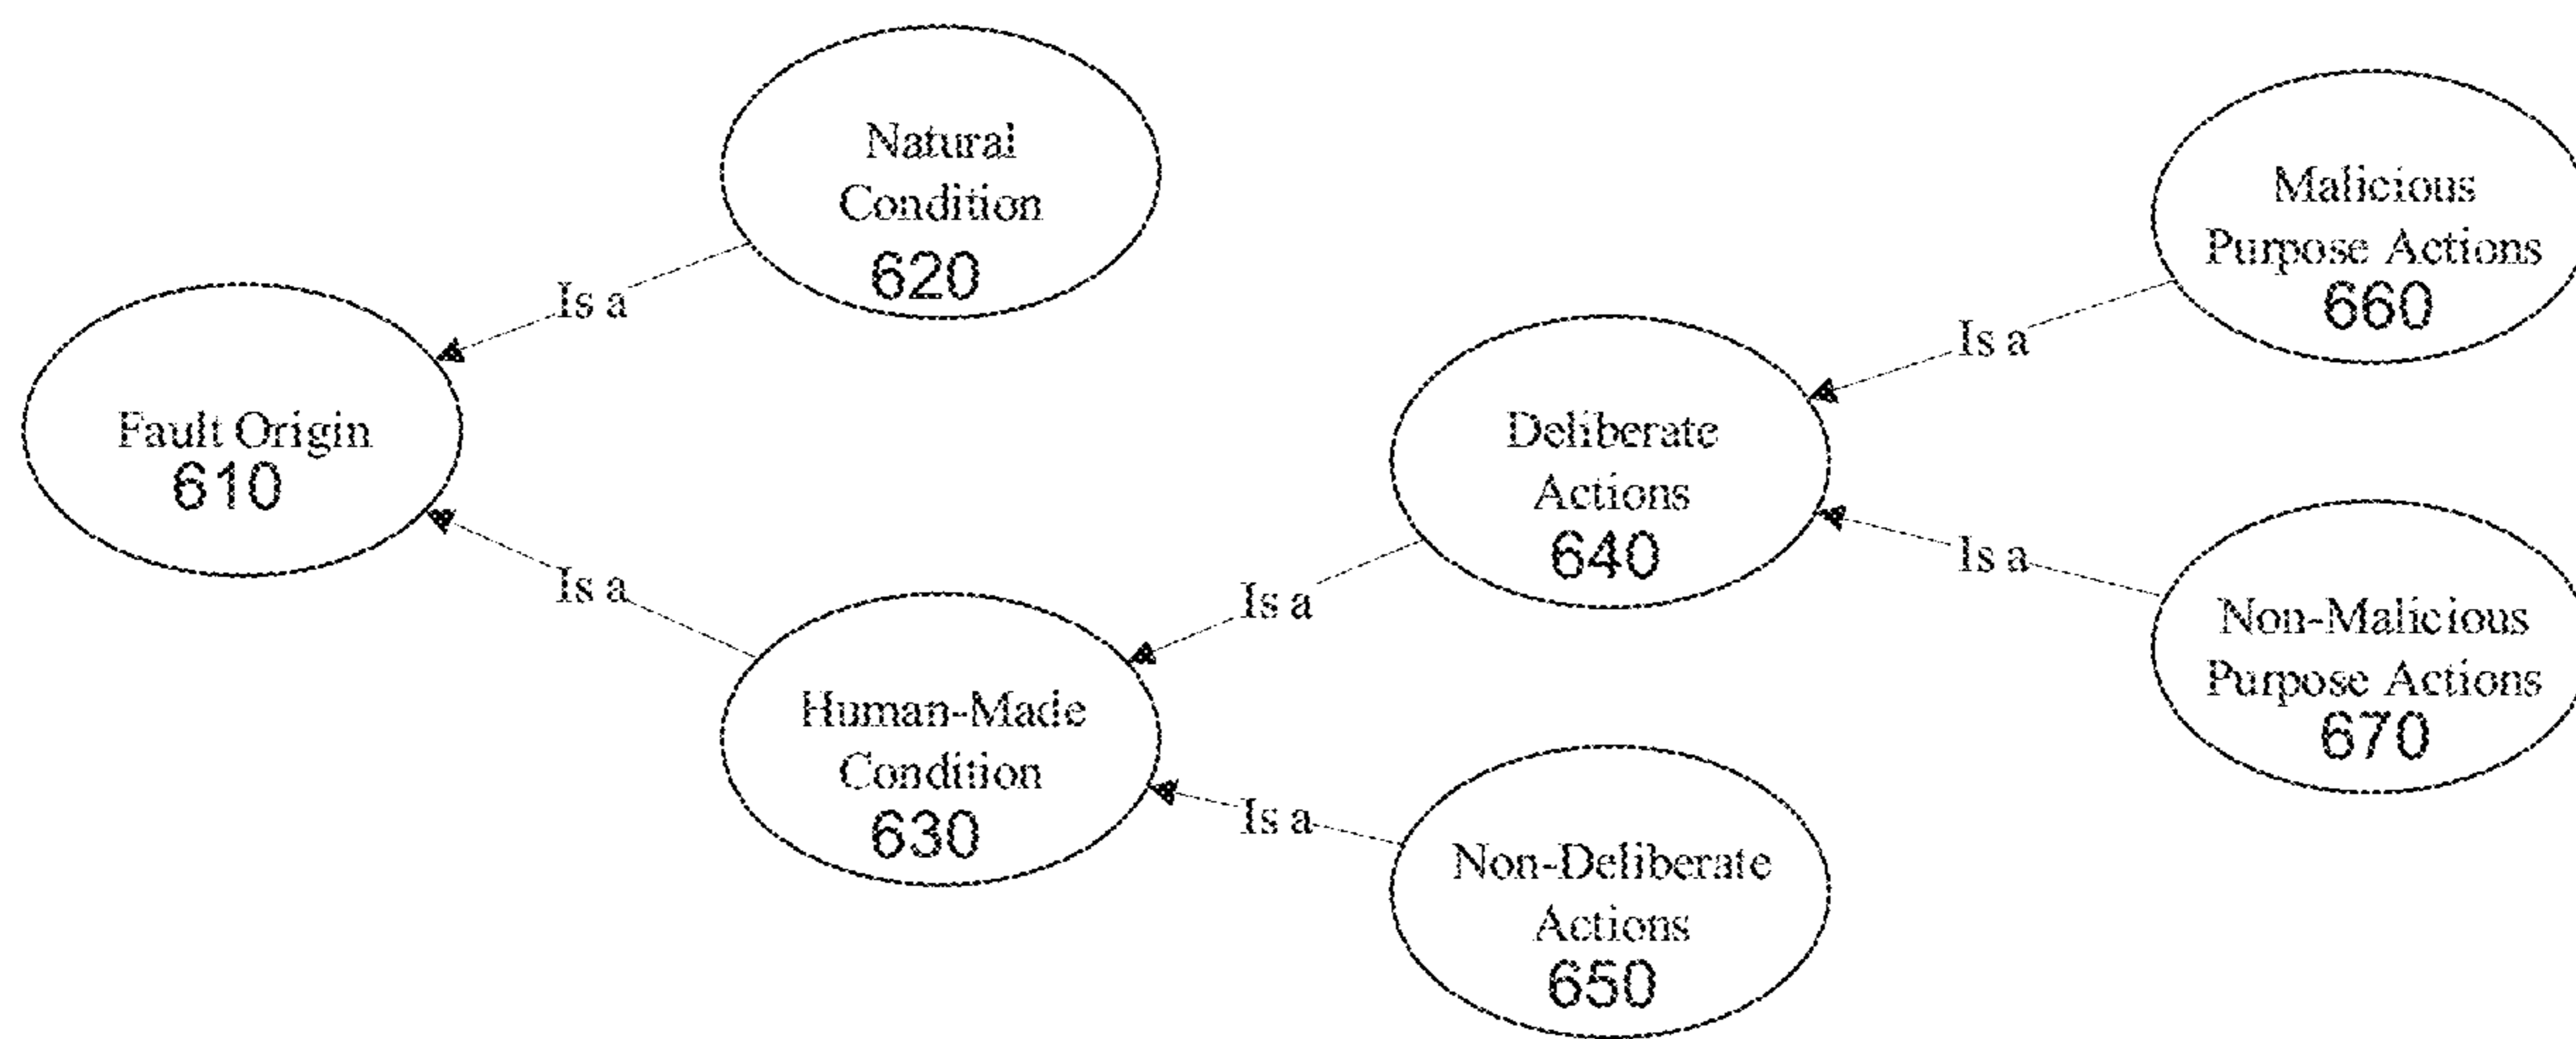 Natural
Condition
620
Malicious
Purpose Actions
660
Is a
Is a
Fault Origin
610
Deliberate
Actions
640
Is a
Is a
Is a
Non-Malicious
Purpose Actions
670
Human-Made
Condition
630
Is a
Non-Deliberate
Actions
650